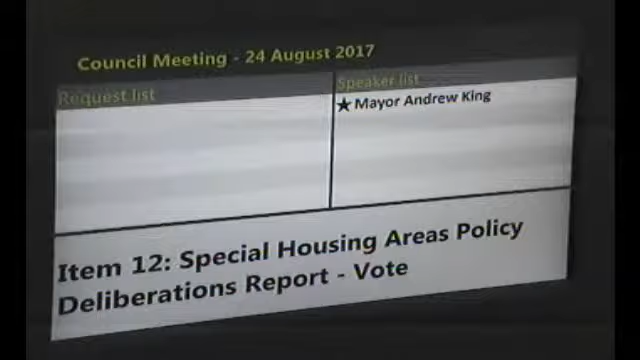 Council Meeting - 24 August 2017
Request list
Speaker list
★ Mayor Andrew King
Item 12: Special Housing Areas Policy
Deliberations Report - Vote